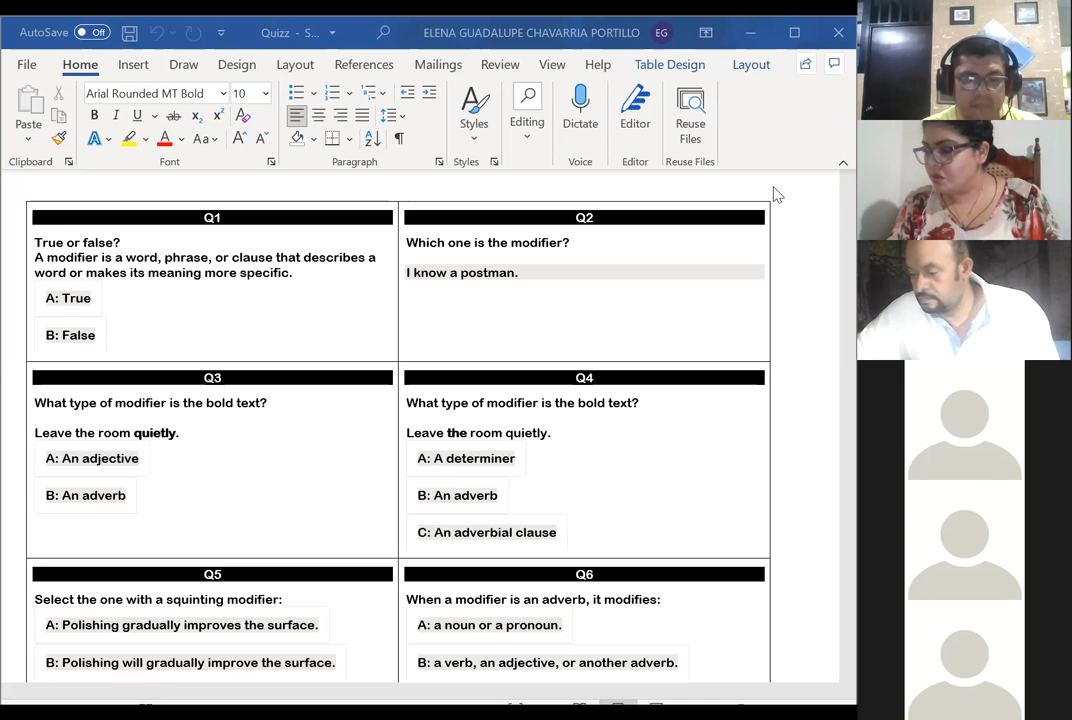 AutoSave Off Quizz - S... ELENA GUADALUPE CHAVARRIA PORTILLO EG
File Home Insert Draw Design Layout References Mailings Review View Help Table Design Layout
Arial Rounded MT Bold 10
Paste
B I U ab x₂ x²
A A Aa A A
Styles
Editing
Dictate
Editor
Reuse Files
Clipboard Font Paragraph Styles Voice Editor Reuse Files
Q1
True or false?
A modifier is a word, phrase, or clause that describes a
word or makes its meaning more specific.
A: True
B: False
Q2
Which one is the modifier?
I know a postman.
Q3
What type of modifier is the bold text?
Leave the room quietly.
A: An adjective
B: An adverb
Q4
What type of modifier is the bold text?
Leave the room quietly.
A: A determiner
B: An adverb
C: An adverbial clause
Q5
Select the one with a squinting modifier:
A: Polishing gradually improves the surface.
B: Polishing will gradually improve the surface.
Q6
When a modifier is an adverb, it modifies:
A: a noun or a pronoun.
B: a verb, an adjective, or another adverb.